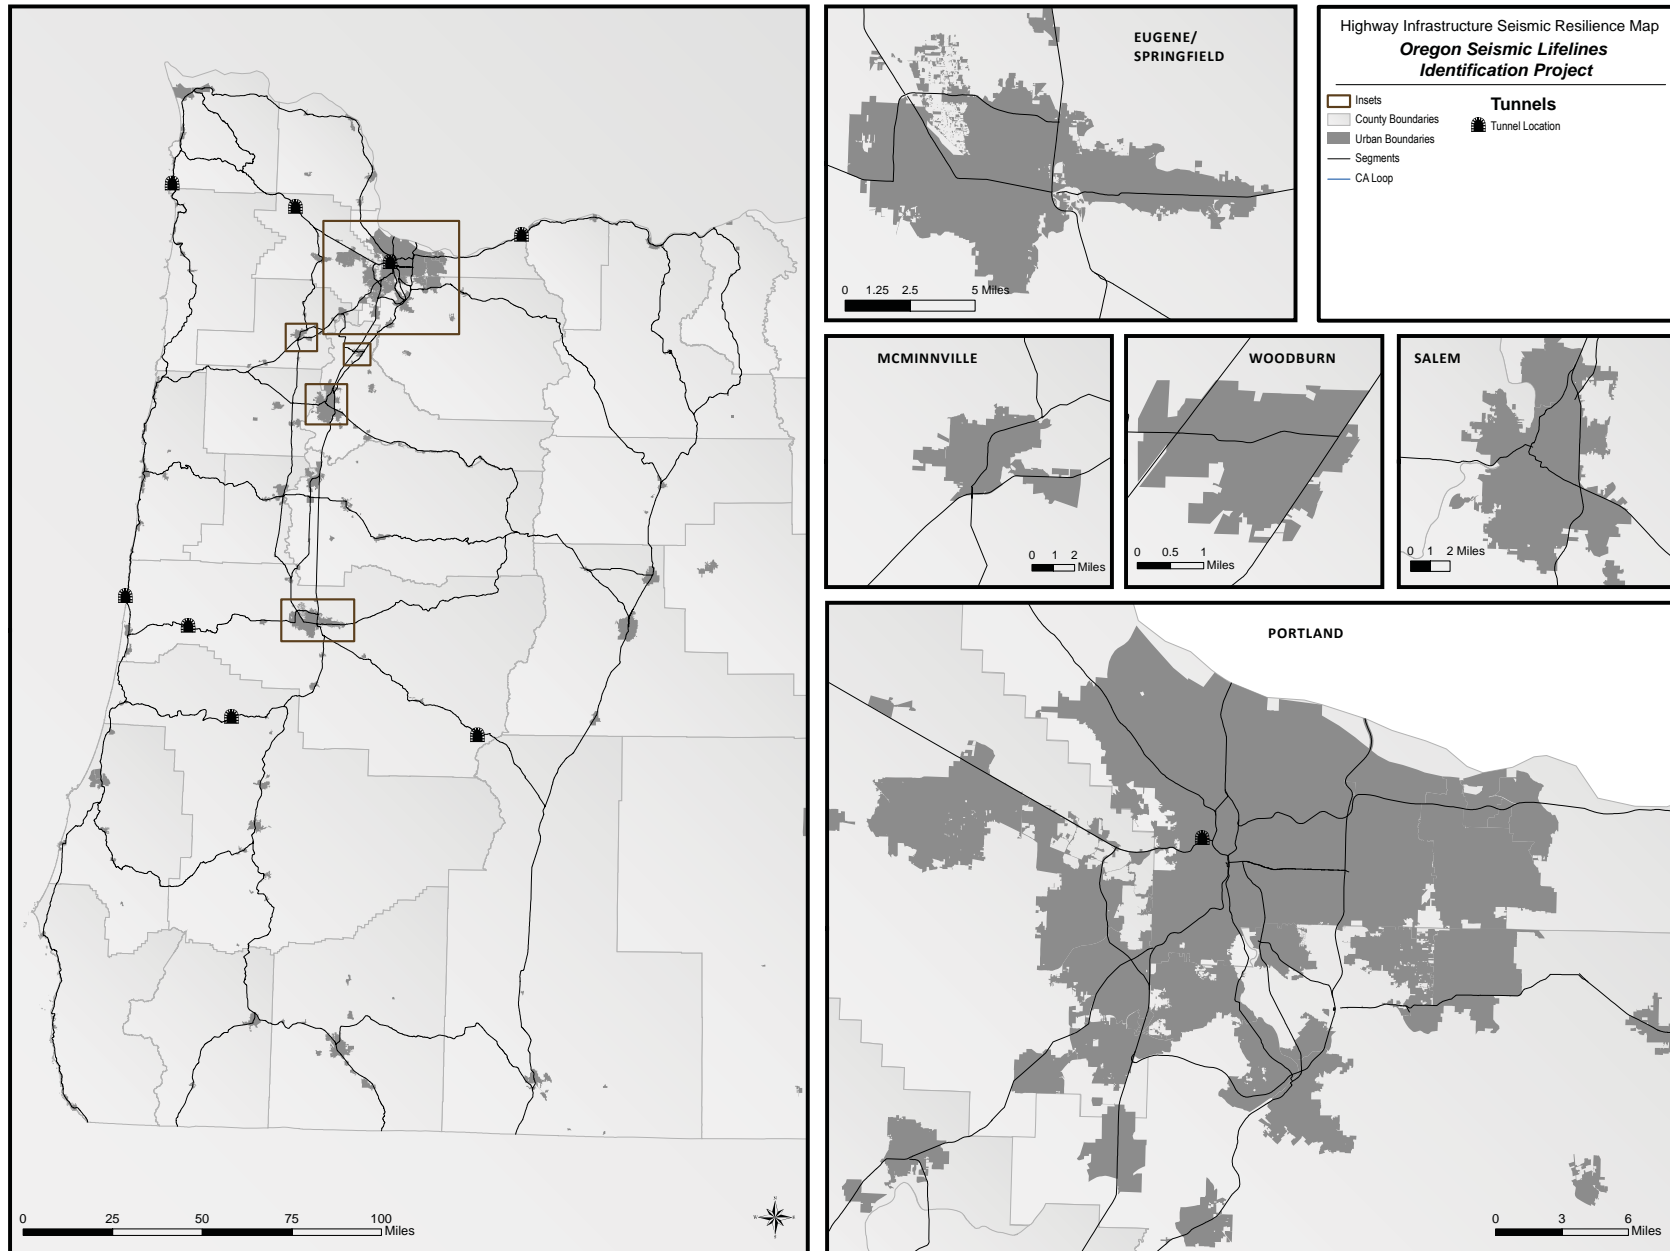 Highway Infrastructure Seismic Resilience Map
Oregon Seismic Lifelines
Identification Project
Insets
County Boundaries
Urban Boundaries
Segments
CA Loop
Tunnels
Tunnel Location
EUGENE/
SPRINGFIELD
0 1.25 2.5 5 Miles
MCMINNVILLE
0 1 2
Miles
WOODBURN
0 0.5 1
Miles
SALEM
0 1 2 Miles
PORTLAND
0 3 6
Miles
0 25 50 75 100
Miles
N
W E
S